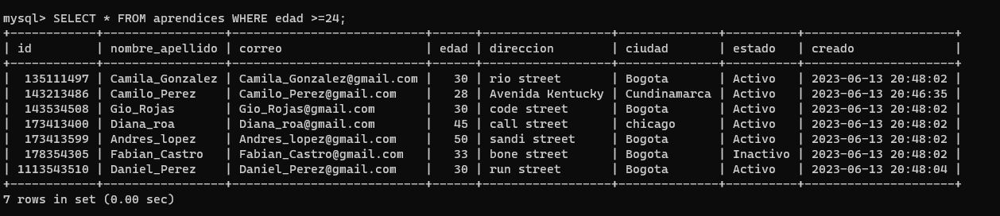 mysql> SELECT * FROM aprendices WHERE edad >=24;
+------------+-----------------+----------------------------+------+-----------------+--------------+----------+---------------------+
| id         | nombre_apellido | correo                     | edad | direccion       | ciudad       | estado   | creado              |
+------------+-----------------+----------------------------+------+-----------------+--------------+----------+---------------------+
|  135111497 | Camila_Gonzalez | Camila_Gonzalez@gmail.com |   30 | rio street      | Bogota       | Activo   | 2023-06-13 20:48:02 |
|  143213486 | Camilo_Perez    | Camilo_Perez@gmail.com    |   28 | Avenida Kentucky | Cundinamarca | Activo   | 2023-06-13 20:46:35 |
|  143534508 | Gio_Rojas       | Gio_Rojas@gmail.com       |   30 | code street     | Bogota       | Activo   | 2023-06-13 20:48:02 |
|  173413400 | Diana_roa       | Diana_roa@gmail.com       |   45 | call street     | chicago      | Activo   | 2023-06-13 20:48:02 |
|  173413599 | Andres_lopez    | Andres_lopez@gmail.com    |   50 | sandi street    | Bogota       | Activo   | 2023-06-13 20:48:02 |
|  178354305 | Fabian_Castro   | Fabian_Castro@gmail.com   |   33 | bone street     | Bogota       | Inactivo | 2023-06-13 20:48:02 |
| 1113543510 | Daniel_Perez    | Daniel_Perez@gmail.com    |   30 | run street      | Bogota       | Activo   | 2023-06-13 20:48:04 |
+------------+-----------------+----------------------------+------+-----------------+--------------+----------+---------------------+
7 rows in set (0.00 sec)